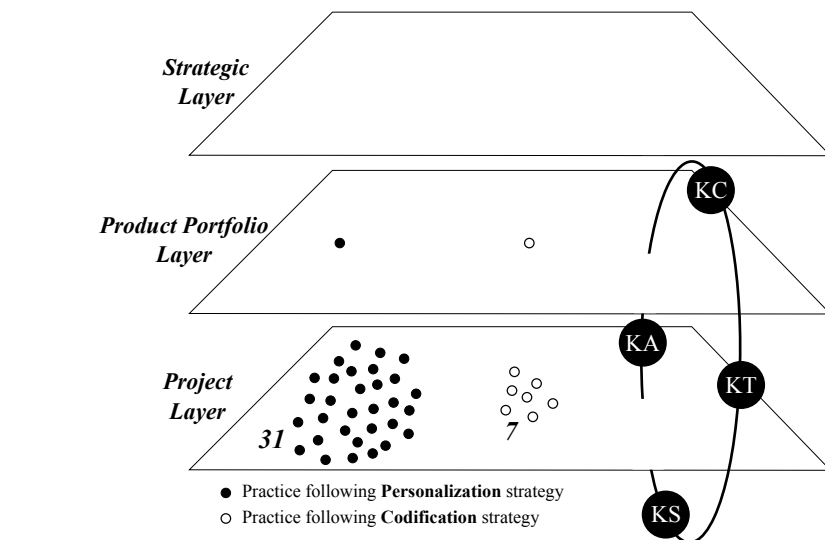 Strategic
Layer
KC
Product Portfolio
Layer
KA
Project
Layer
KT
31
7
Practice following Personalization strategy
KS
Practice following Codification strategy